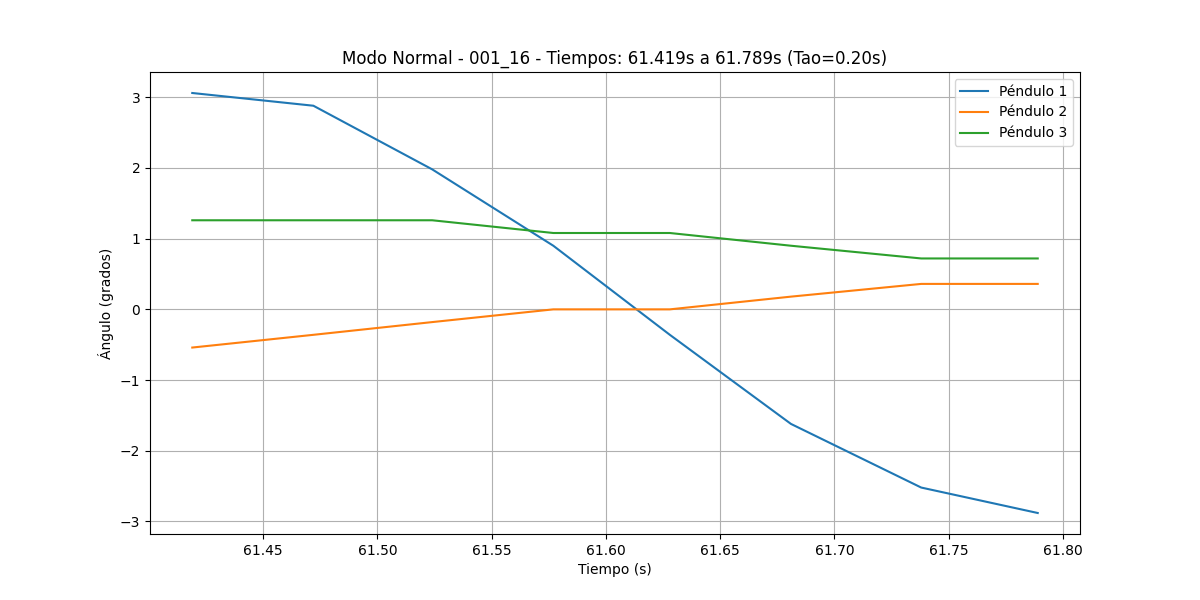 Modo Normal - 001_16 - Tiempos: 61.419s a 61.789s (Tao=0.20s)
Péndulo 1
Péndulo 2
Péndulo 3
Ángulo (grados)
3
2
1
0
−1
−2
−3
61.45 61.50 61.55 61.60 61.65 61.70 61.75 61.80
Tiempo (s)